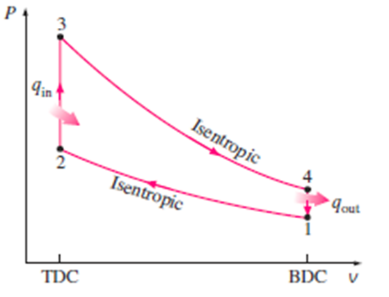 P
3
q in
Isentropic
4
q out
2
Isentropic
1
TDC
BDC
v